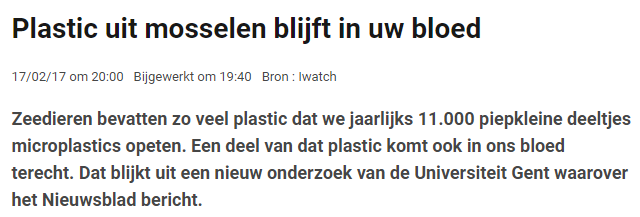 Plastic uit mosselen blijft in uw bloed
17/02/17 om 20:00 Bijgewerkt om 19:40 Bron : Iwatch
Zeedieren bevatten zo veel plastic dat we jaarlijks 11.000 piepkleine deeltjes
microplastics opeten. Een deel van dat plastic komt ook in ons bloed
terecht. Dat blijkt uit een nieuw onderzoek van de Universiteit Gent waarover
het Nieuwsblad bericht.